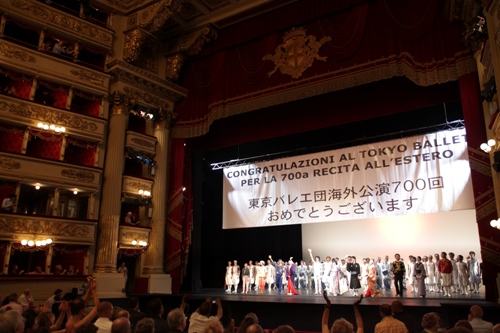 CONGRATULAZIONI AL TOKYO BALLET
PER LA 700a RECITA ALL'ESTERO
東京バレエ団海外公演700回
おめでとうございます